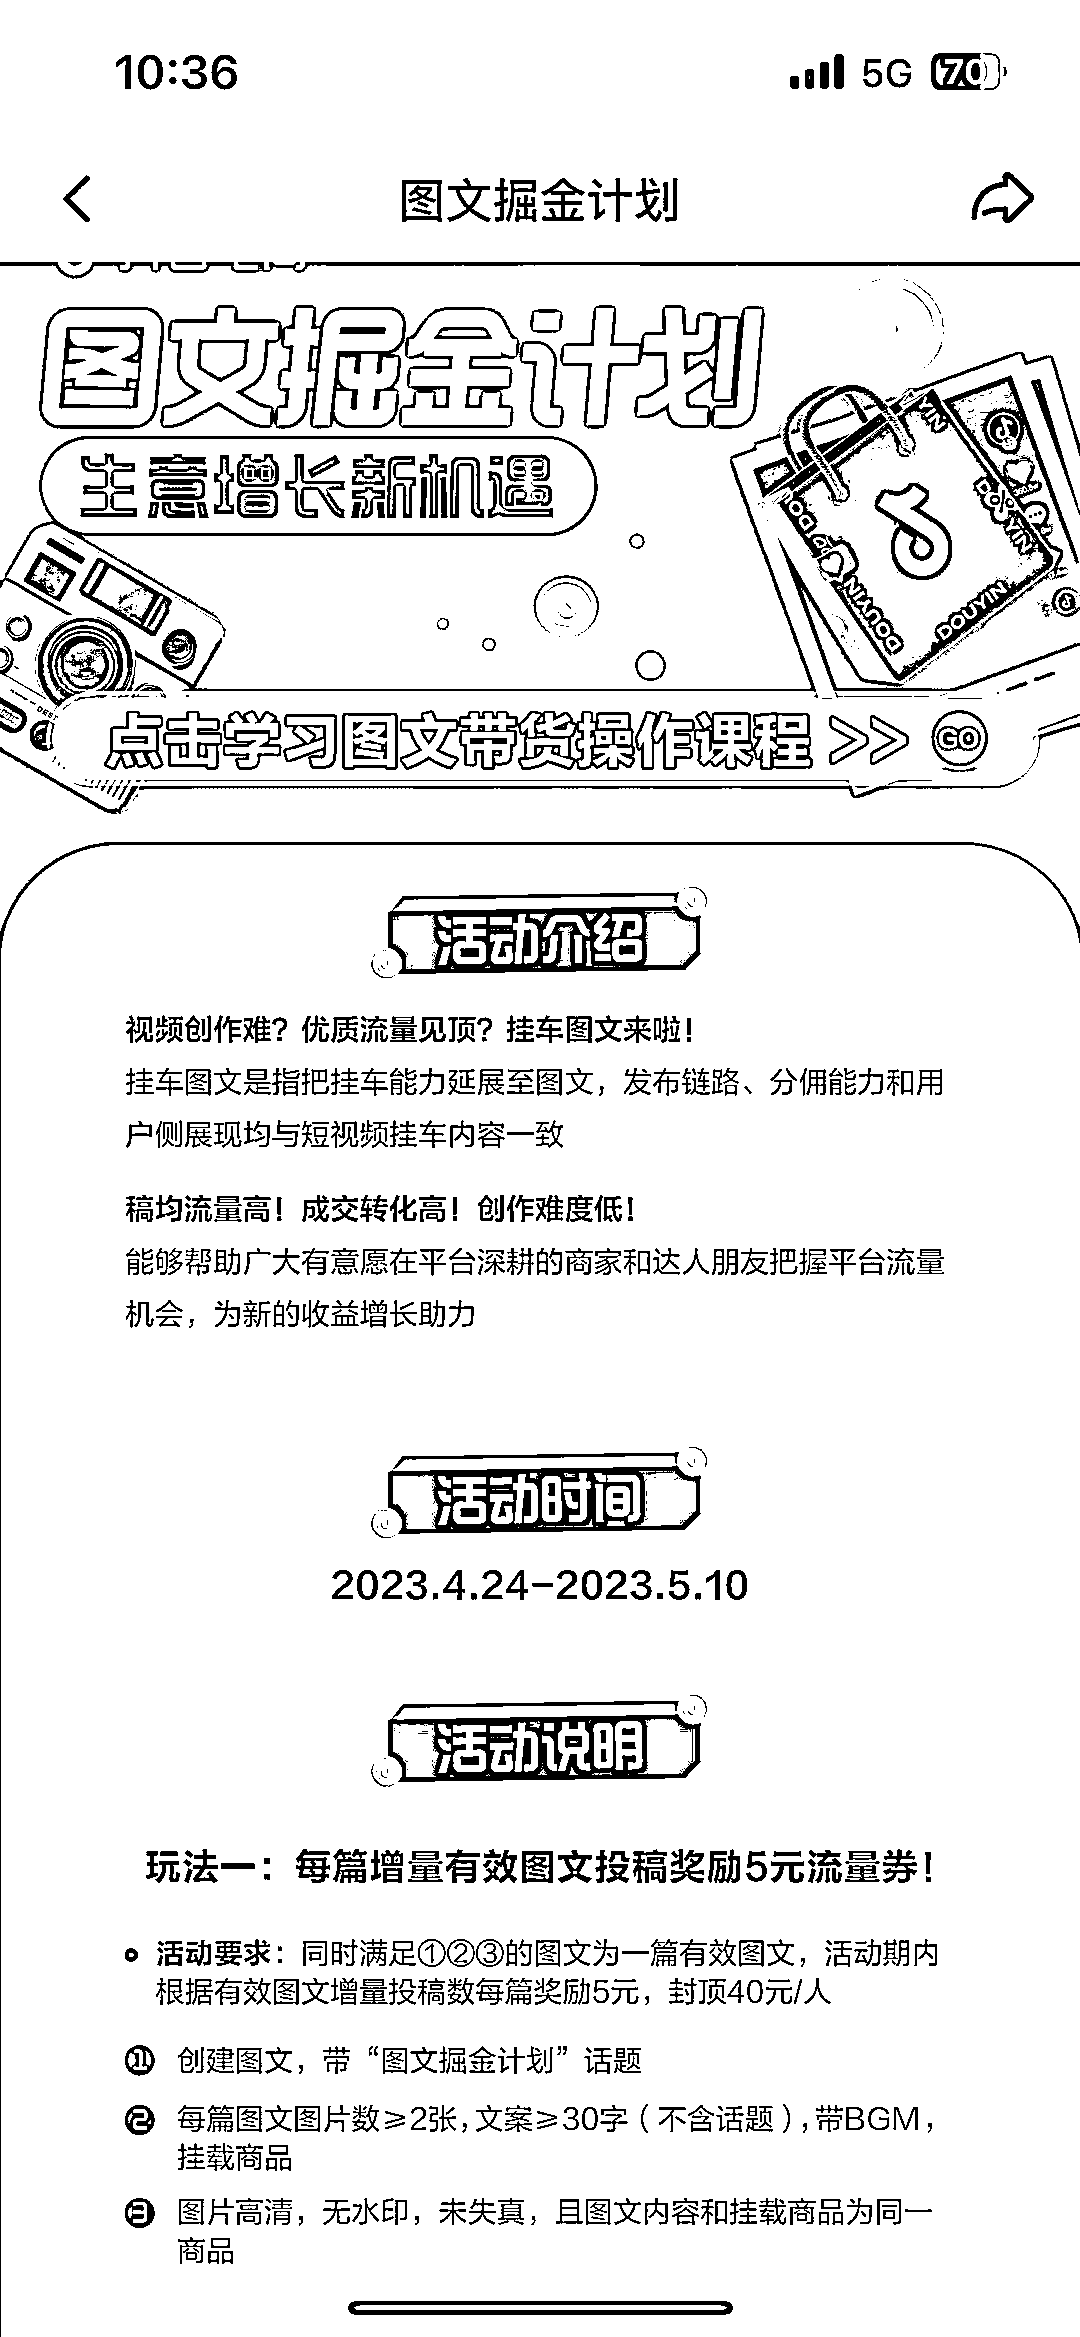 10:36
5G 70
图文掘金计划
图文掘金计划
生意增长新机遇
DOUYIN
DOUYIN
点击学习图文带货操作课程 >> GO
活动介绍
视频创作难？优质流量见顶？挂车图文来啦！
挂车图文是指把挂车能力延展至图文，发布链路、分佣能力和用
户侧展现均与短视频挂车内容一致
稿均流量高！成交转化高！创作难度低！
能够帮助广大有意愿在平台深耕的商家和达人朋友把握平台流量
机会，为新的收益增长助力
活动时间
2023.4.24-2023.5.10
活动说明
玩法一：每篇增量有效图文投稿奖励5元流量券！
活动要求：同时满足①②③的图文为一篇有效图文，活动期内
根据有效图文增量投稿数每篇奖励5元，封顶40元/人
① 创建图文，带“图文掘金计划”话题
② 每篇图文图片数≥2张，文案≥30字（不含话题），带BGM，
挂载商品
③ 图片高清，无水印，未失真，且图文内容和挂载商品为同一
商品